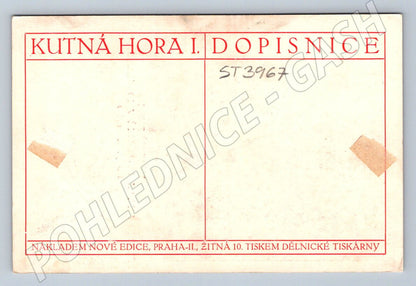 KUTNÁ HORA I. DOPISNICE
ST3967
POHLEDNICE - GASH
NÁKLADEM NOVÉ EDICE, PRAHA-II., ŽITNÁ 10. TISKEM DĚLNICKÉ TISKÁRNY